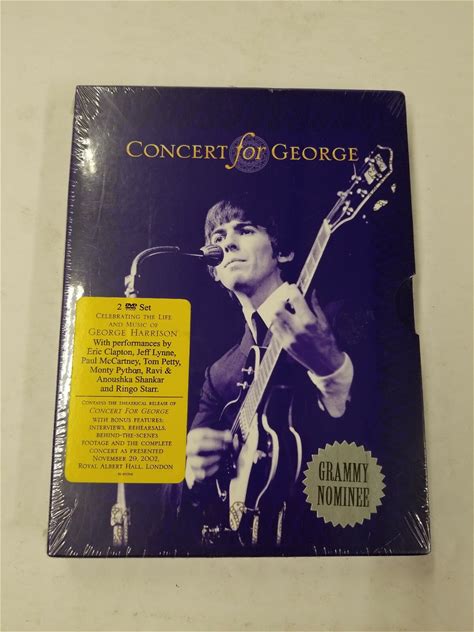 CONCERT for GEORGE
2 DVD Set
CELEBRATING THE LIFE
AND MUSIC OF
GEORGE HARRISON
With performances by
Eric Clapton, Jeff Lynne,
Paul McCartney, Tom Petty,
Monty Python, Ravi &
Anoushka Shankar
and Ringo Starr.
CONTAINS THE THEATRICAL RELEASE OF
CONCERT FOR GEORGE
WITH BONUS FEATURES:
INTERVIEWS, REHEARSALS,
BEHIND-THE-SCENES
FOOTAGE AND THE COMPLETE
CONCERT AS PRESENTED
NOVEMBER 29, 2002,
ROYAL ALBERT HALL, LONDON
GRAMMY
NOMINEE